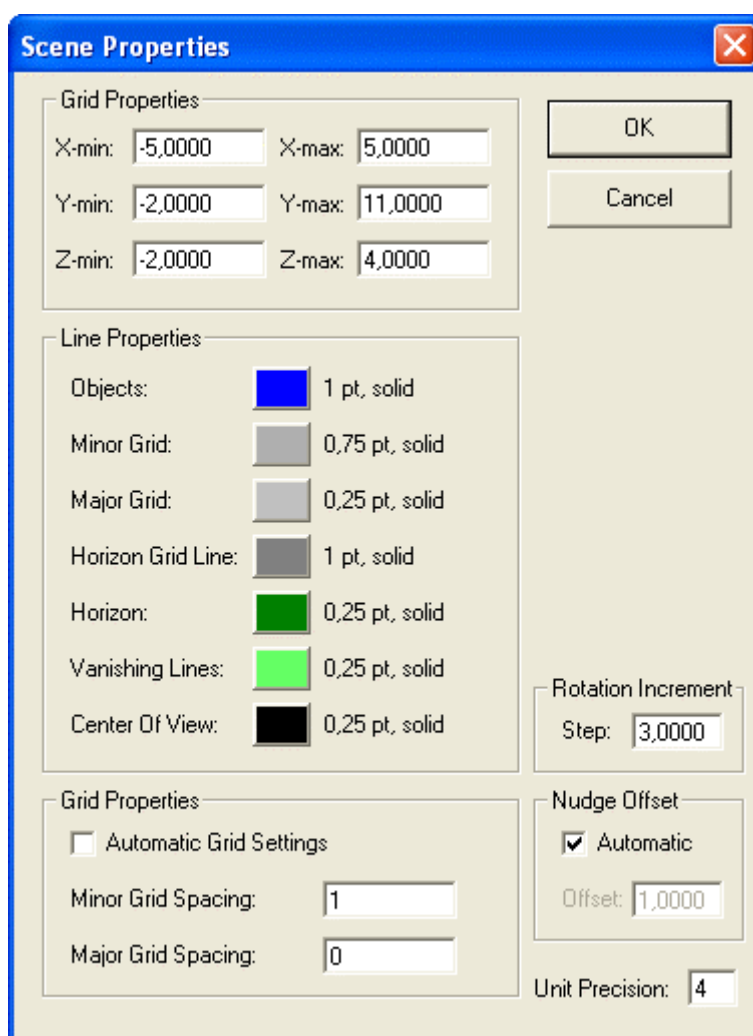 Scene Properties
Grid Properties
X-min: -5,0000 X-max: 5,0000
Y-min: -2,0000 Y-max: 11,0000
Z-min: -2,0000 Z-max: 4,0000
OK
Cancel
Line Properties
Objects: 1 pt, solid
Minor Grid: 0,75 pt, solid
Major Grid: 0,25 pt, solid
Horizon Grid Line: 1 pt, solid
Horizon: 0,25 pt, solid
Vanishing Lines: 0,25 pt, solid
Center Of View: 0,25 pt, solid
Rotation Increment
Step: 3,0000
Grid Properties
Automatic Grid Settings
Minor Grid Spacing: 1
Major Grid Spacing: 0
Nudge Offset
Automatic
Offset: 1,0000
Unit Precision: 4